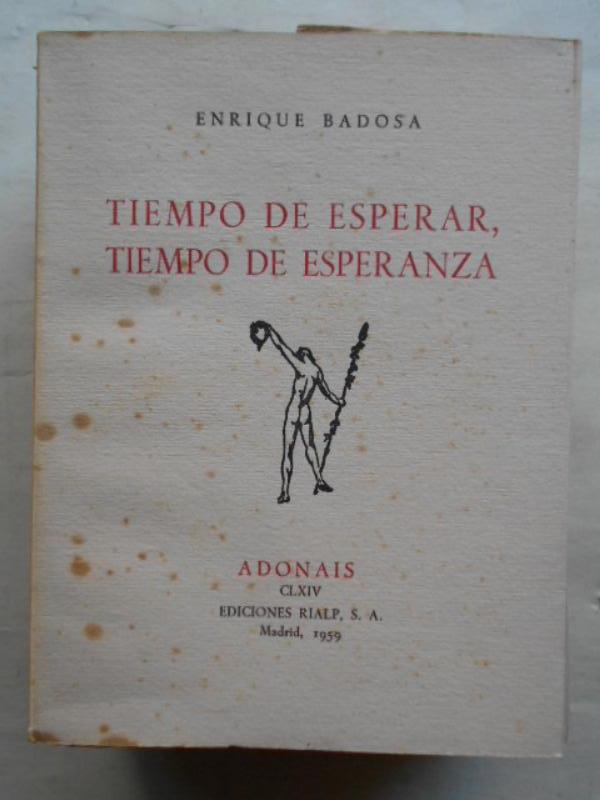 ENRIQUE BADOSA
TIEMPO DE ESPERAR,
TIEMPO DE ESPERANZA
ADONAIS
CLXIV
EDICIONES RIALP, S. A.
Madrid, 1959